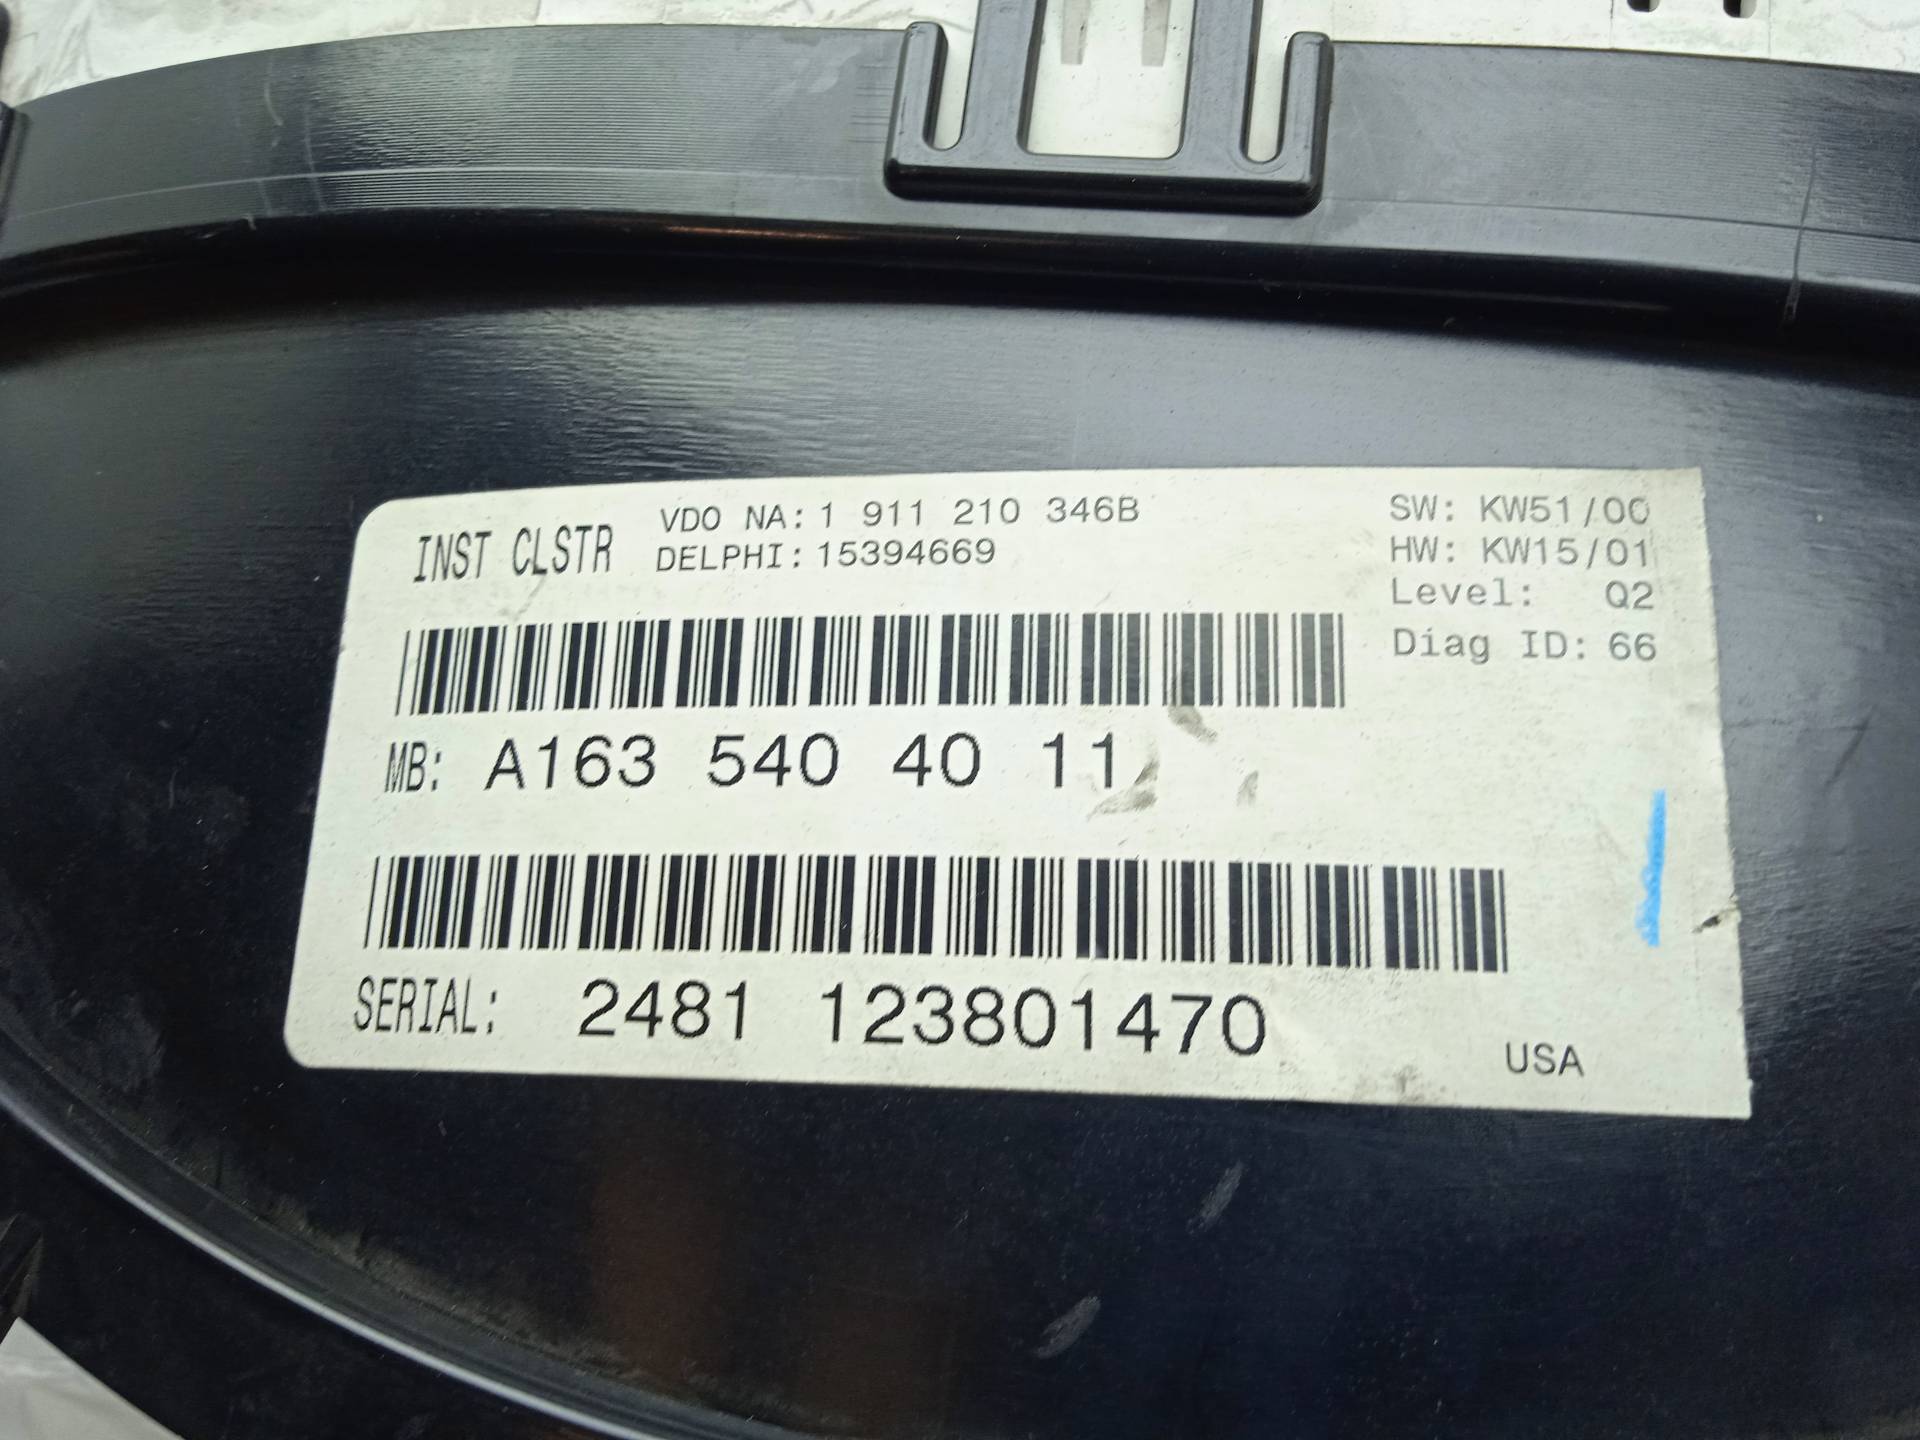 INST CLSTR
VDO NA: 1 911 210 346B
DELPHI: 15394669
SW: KW51/00
HW: KW15/01
Level: Q2
Diag ID: 66
MB: A163 540 40 11
SERIAL: 2481 123801470
USA